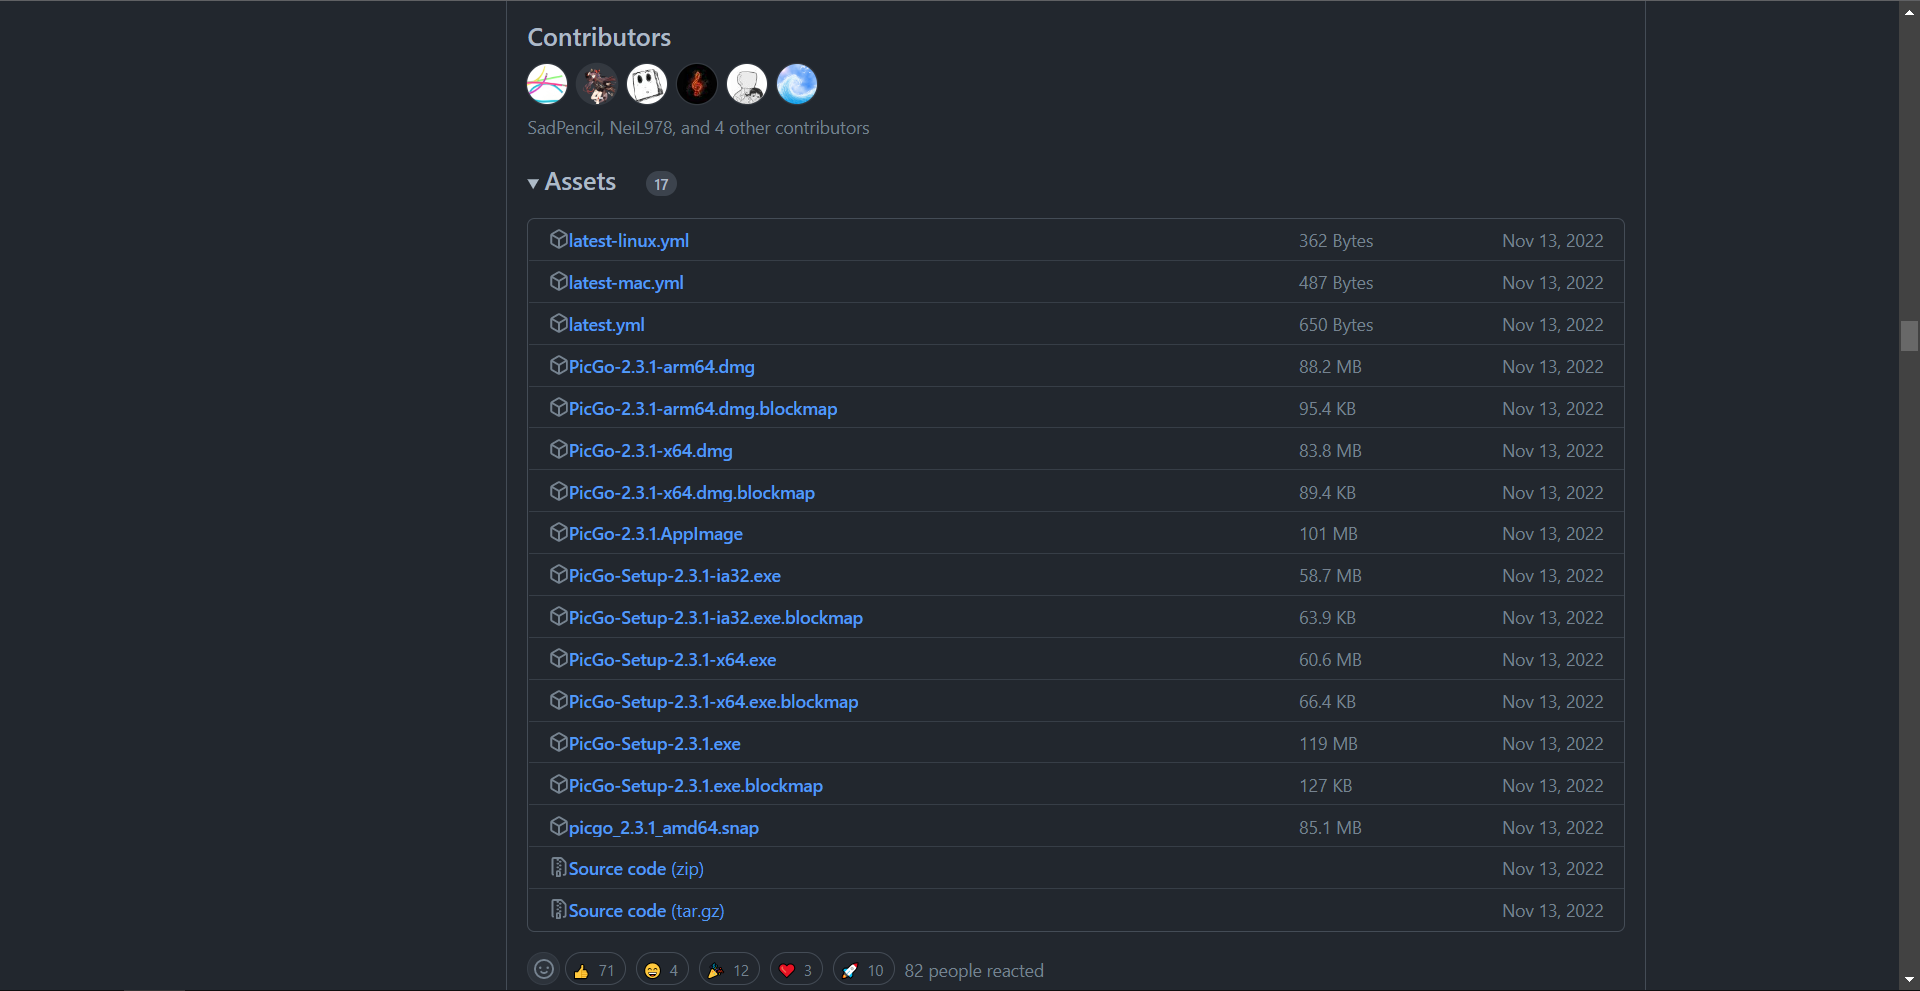 Contributors
SadPencil, NeiL978, and 4 other contributors
Assets 17
latest-linux.yml 362 Bytes Nov 13, 2022
latest-mac.yml 487 Bytes Nov 13, 2022
latest.yml 650 Bytes Nov 13, 2022
PicGo-2.3.1-arm64.dmg 88.2 MB Nov 13, 2022
PicGo-2.3.1-arm64.dmg.blockmap 95.4 KB Nov 13, 2022
PicGo-2.3.1-x64.dmg 83.8 MB Nov 13, 2022
PicGo-2.3.1-x64.dmg.blockmap 89.4 KB Nov 13, 2022
PicGo-2.3.1.AppImage 101 MB Nov 13, 2022
PicGo-Setup-2.3.1-ia32.exe 58.7 MB Nov 13, 2022
PicGo-Setup-2.3.1-ia32.exe.blockmap 63.9 KB Nov 13, 2022
PicGo-Setup-2.3.1-x64.exe 60.6 MB Nov 13, 2022
PicGo-Setup-2.3.1-x64.exe.blockmap 66.4 KB Nov 13, 2022
PicGo-Setup-2.3.1.exe 119 MB Nov 13, 2022
PicGo-Setup-2.3.1.exe.blockmap 127 KB Nov 13, 2022
picgo_2.3.1_amd64.snap 85.1 MB Nov 13, 2022
Source code (zip) Nov 13, 2022
Source code (tar.gz) Nov 13, 2022
71 4 12 3 10 82 people reacted